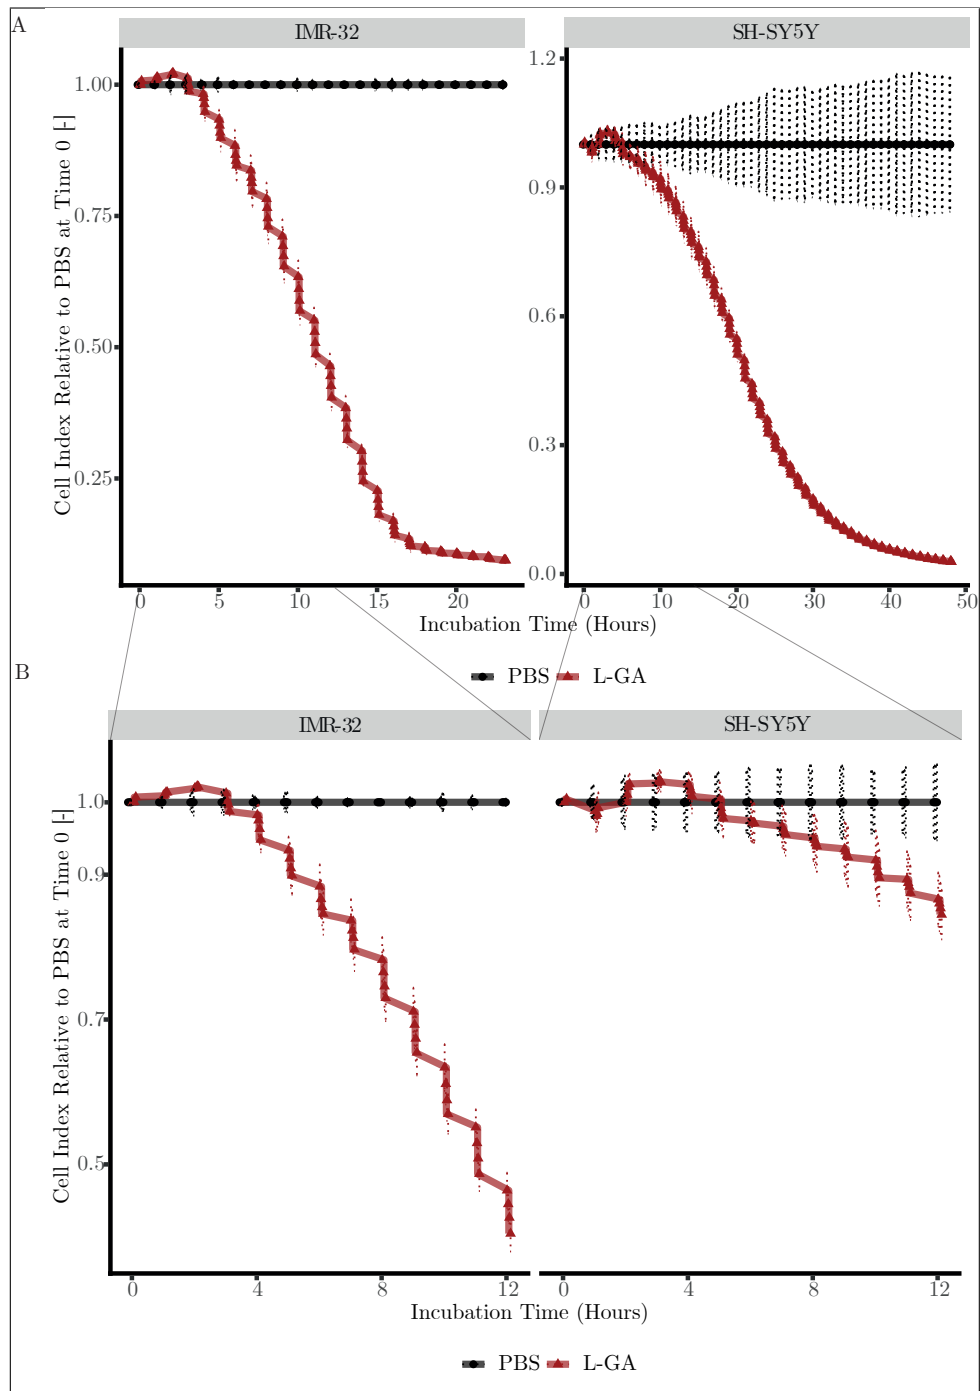 A
IMR-32
SH-SY5Y
Cell Index Relative to PBS at Time 0 [-]
1.00
0.75
0.50
0.25
1.2
0.9
0.6
0.3
0.0
0 5 10 15 20
0 10 20 30 40 50
Incubation Time (Hours)
PBS L-GA
B
IMR-32
SH-SY5Y
Cell Index Relative to PBS at Time 0 [-]
1.0
0.9
0.7
0.5
0 4 8 12
0 4 8 12
Incubation Time (Hours)
PBS L-GA